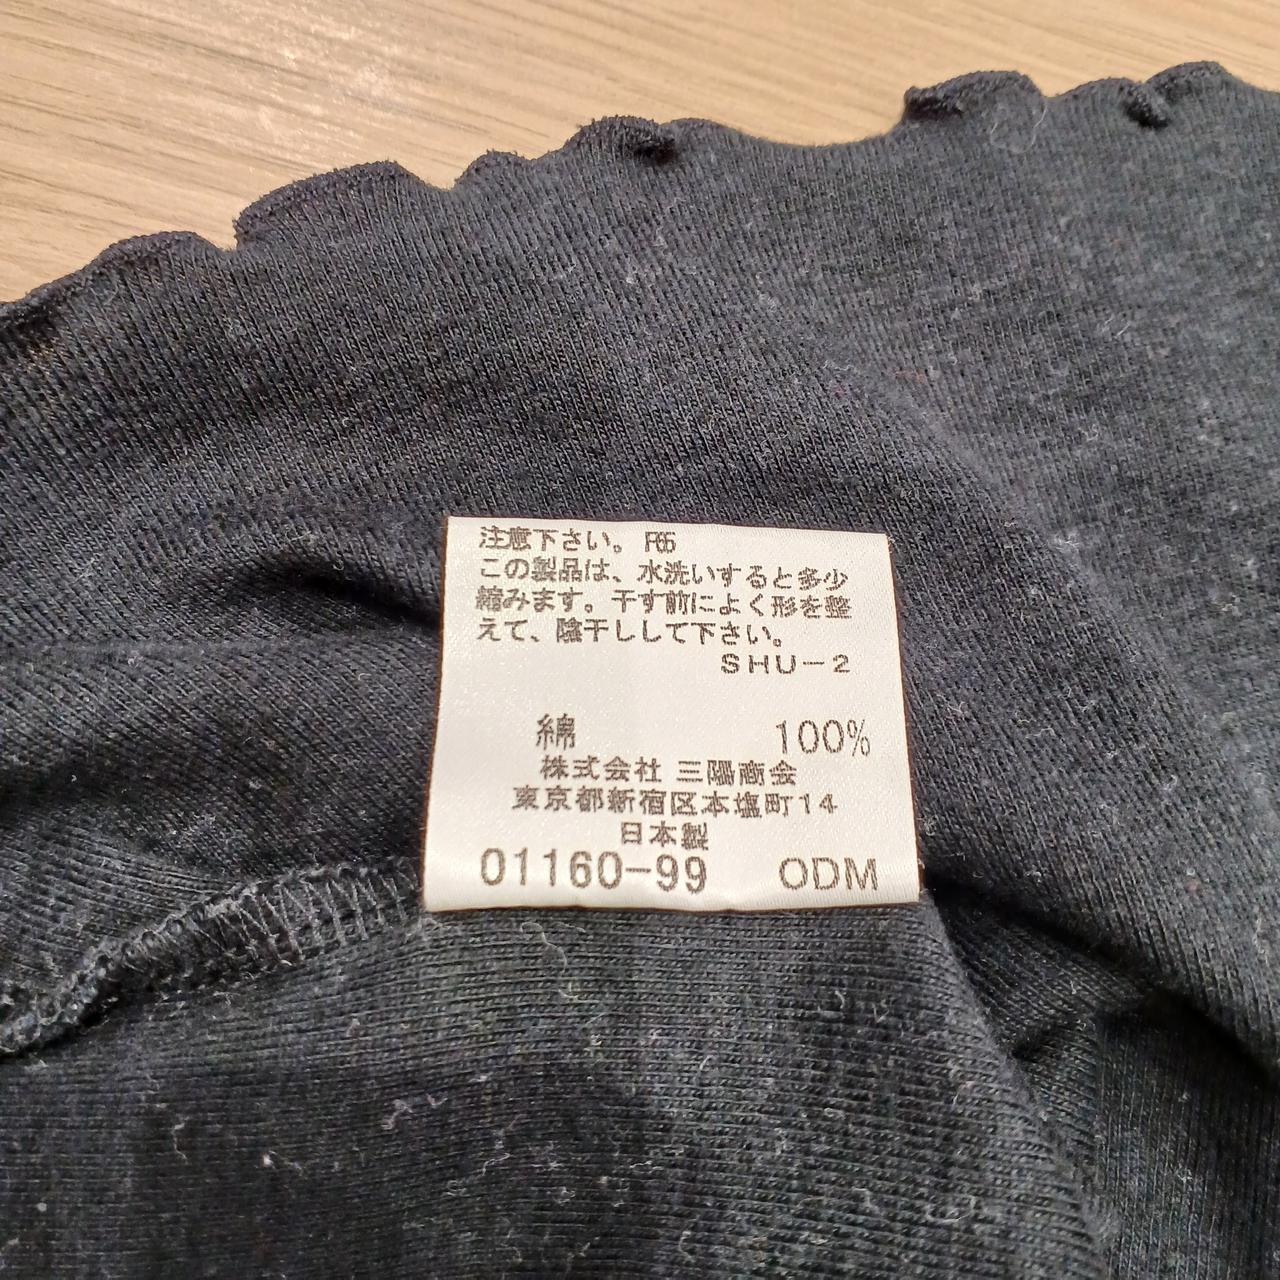 注意下さい。F65
この製品は、水洗いすると多少
縮みます。干す前によく形を整
えて、陰干しして下さい。
SHU-2
綿 100%
株式会社 三陽商会
東京都新宿区本塩町14
日本製
01160-99 ODM